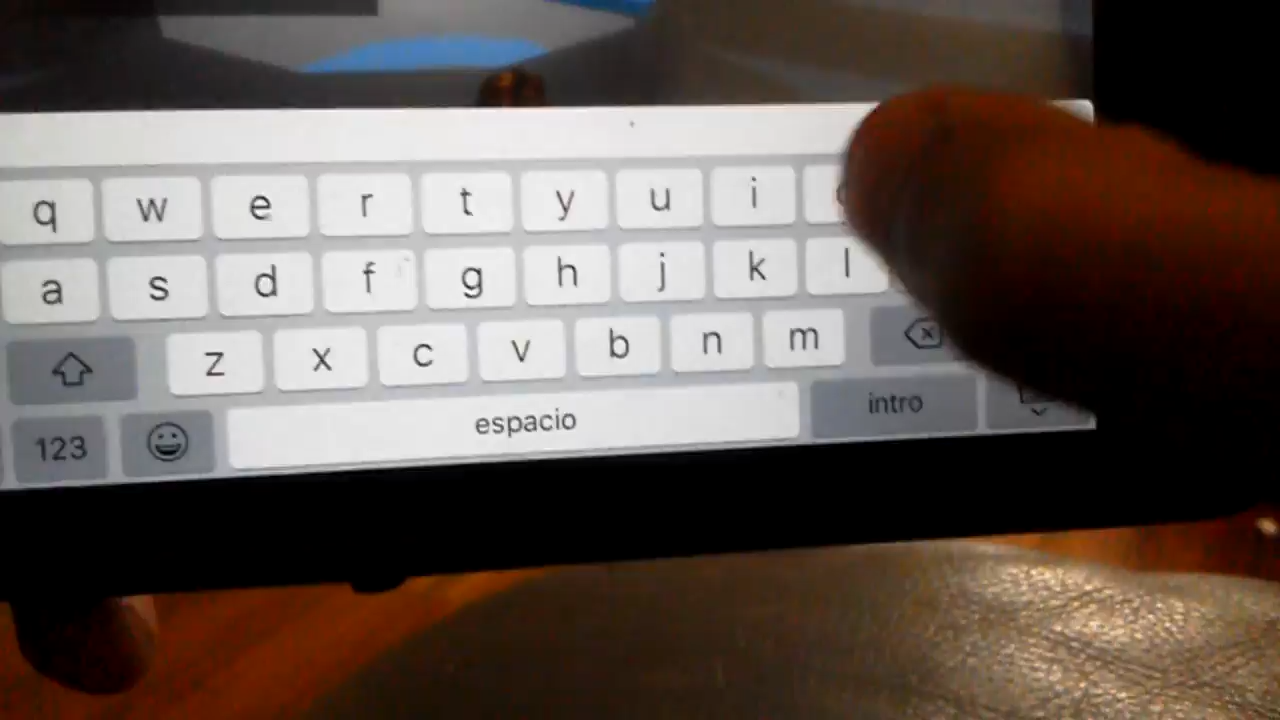 q w e r t y u i
a s d f g h j k l
z x c v b n m
123 espacio intro